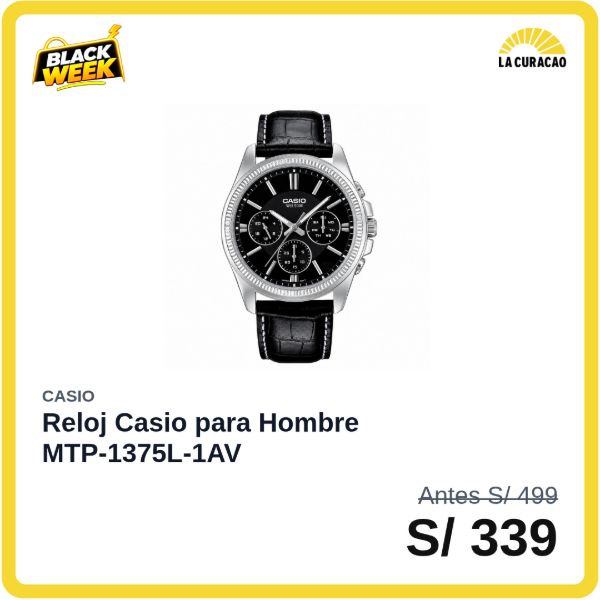 BLACK
WEEK
LA CURACAO
CASIO
CASIO
Reloj Casio para Hombre
MTP-1375L-1AV
Antes S/ 499
S/ 339